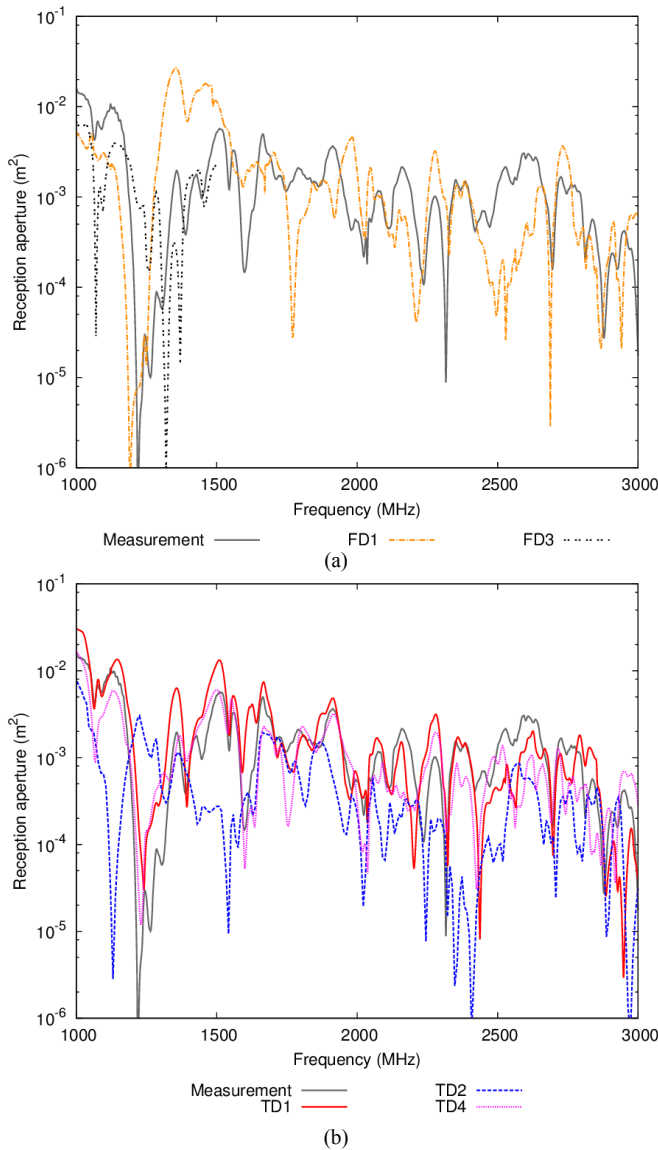 10⁻¹
10⁻²
10⁻³
10⁻⁴
10⁻⁵
10⁻⁶
Reception aperture (m²)
1000 1500 2000 2500 3000
Frequency (MHz)
Measurement FD1 FD3
(a)
10⁻¹
10⁻²
10⁻³
10⁻⁴
10⁻⁵
10⁻⁶
Reception aperture (m²)
1000 1500 2000 2500 3000
Frequency (MHz)
Measurement TD2
TD1 TD4
(b)